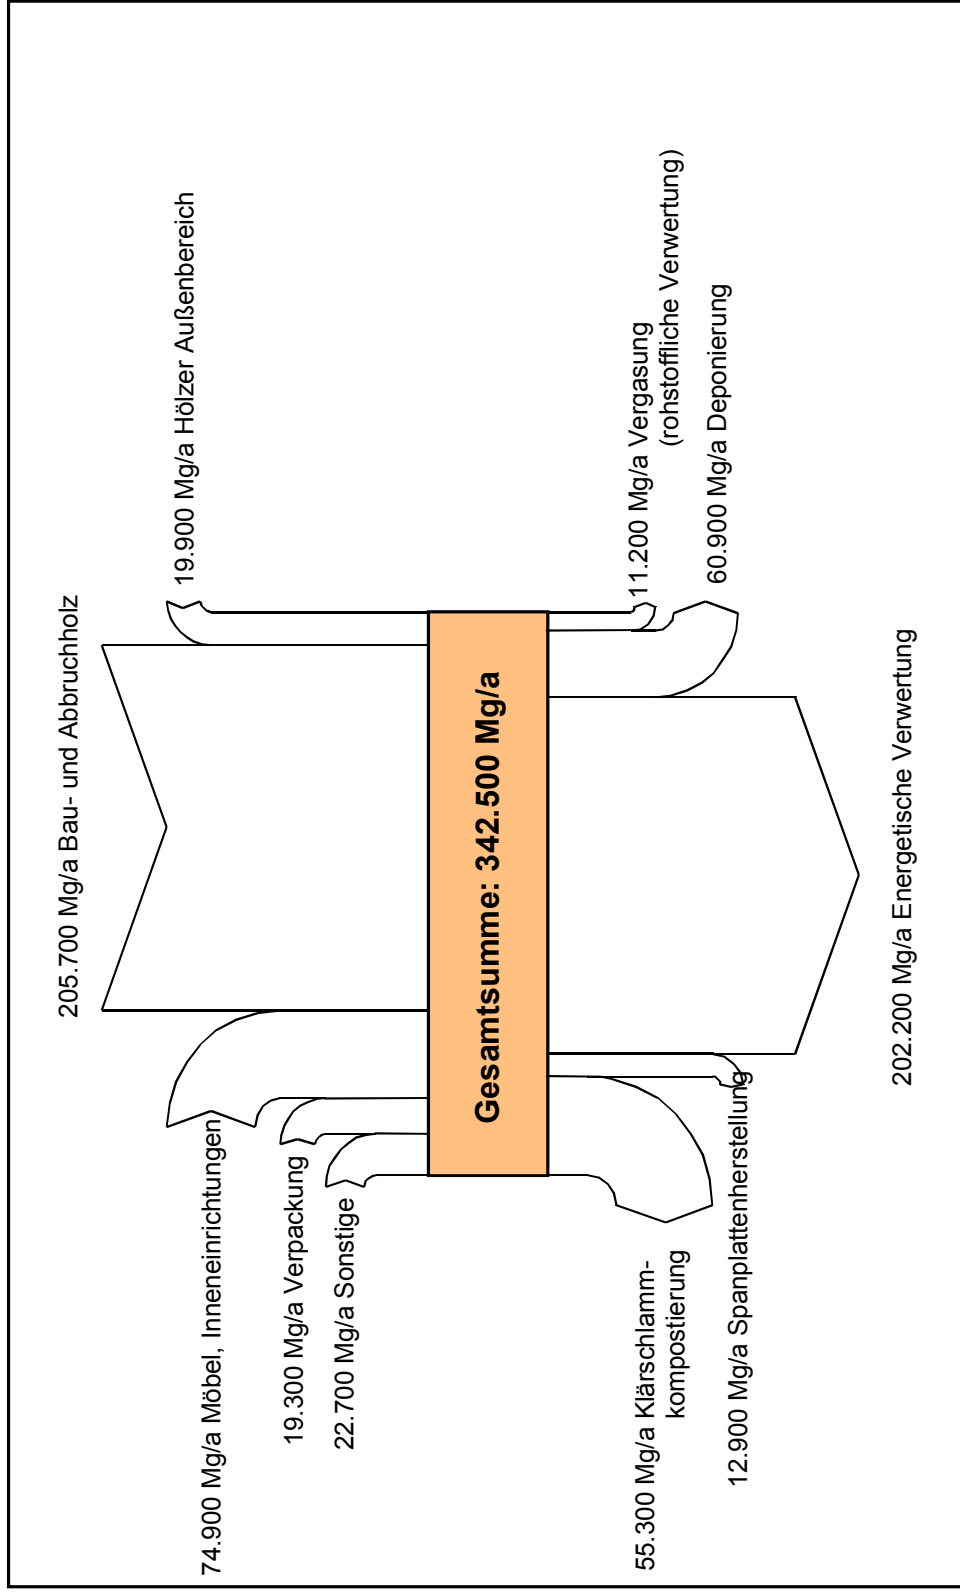 205.700 Mg/a Bau- und Abbruchholz
74.900 Mg/a Möbel, Inneneinrichtungen
19.900 Mg/a Hölzer Außenbereich
19.300 Mg/a Verpackung
22.700 Mg/a Sonstige
Gesamtsumme: 342.500 Mg/a
55.300 Mg/a Klärschlamm-
kompostierung
11.200 Mg/a Vergasung
(rohstoffliche Verwertung)
12.900 Mg/a Spanplattenherstellung
60.900 Mg/a Deponierung
202.200 Mg/a Energetische Verwertung